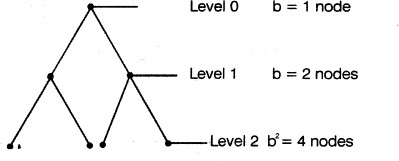 Level 0 b = 1 node
Level 1 b = 2 nodes
Level 2 b² = 4 nodes